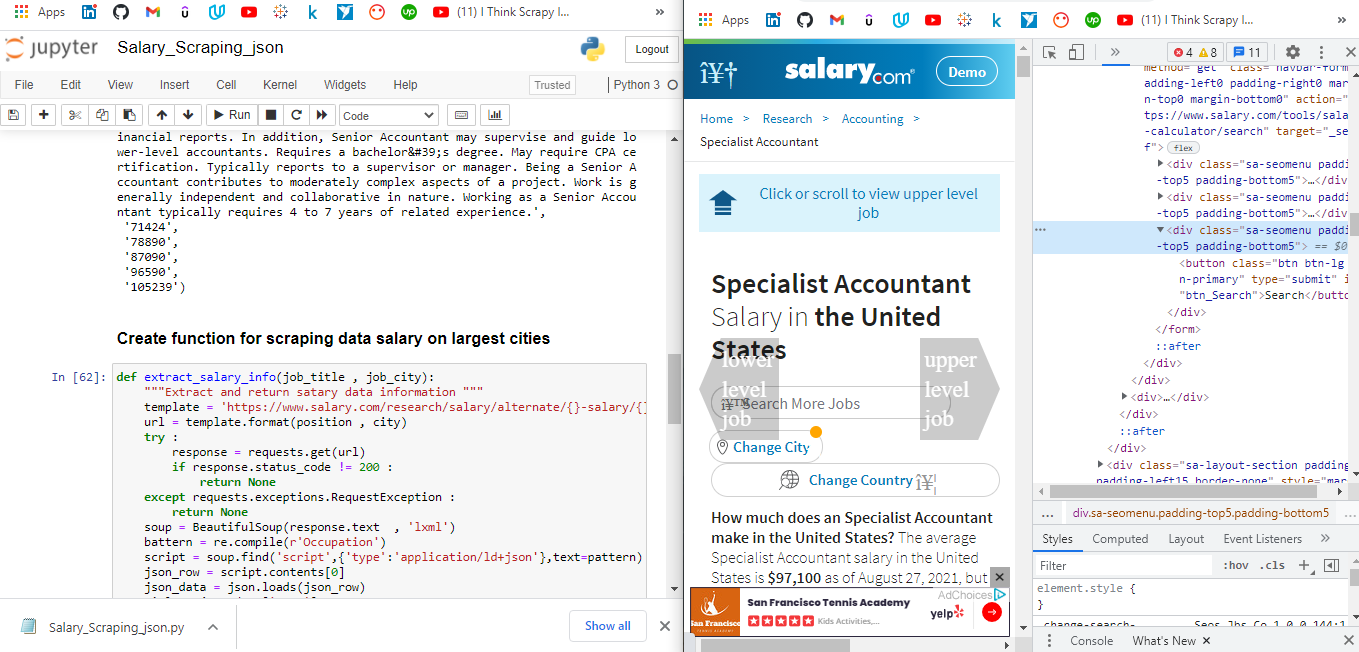 Apps
(11) I Think Scrapy I...
»
jupyter Salary_Scraping_json
Logout
File Edit View Insert Cell Kernel Widgets Help
Trusted
Python 3
Run
Code
inancial reports. In addition, Senior Accountant may supervise and guide lo
wer-level accountants. Requires a bachelor&#39;s degree. May require CPA ce
rtification. Typically reports to a supervisor or manager. Being a Senior A
ccountant contributes to moderately complex aspects of a project. Work is g
enerally independent and collaborative in nature. Working as a Senior Accou
ntant typically requires 4 to 7 years of related experience.',
'71424',
'78890',
'87090',
'96590',
'105239')
Create function for scraping data salary on largest cities
In [62]:
def extract_salary_info(job_title , job_city):
"""Extract and return satary data information """
template = 'https://www.salary.com/research/salary/alternate/{}-salary/{}
url = template.format(position , city)
try :
response = requests.get(url)
if response.status_code != 200 :
return None
except requests.exceptions.RequestException :
return None
soup = BeautifulSoup(response.text  , 'lxml')
battern = re.compile(r'Occupation')
script = soup.find('script',{'type':'application/ld+json'},text=pattern)
json_row = script.contents[0]
json_data = json.loads(json_row)
Salary_Scraping_json.py
Show all
Apps
(11) I Think Scrapy I...
»
î¥† salary.com® Demo
Home > Research > Accounting >
Specialist Accountant
Click or scroll to view upper level
job
Specialist Accountant
Salary in the United
States
lower
level
job
upper
level
job
î¥™ Search More Jobs
Change City
Change Country î¥¦
How much does an Specialist Accountant
make in the United States? The average
Specialist Accountant salary in the United
States is $97,100 as of August 27, 2021, but
AdChoices
San Francisco
San Francisco Tennis Academy
Kids Activities,...
yelp
» 4 8 11
method="get" class="navbar-form
adding-left0 padding-right0 mar
n-top0 margin-bottom0" action="
tps://www.salary.com/tools/sala
-calculator/search" target="_se
f"> flex
<div class="sa-seomenu paddi
-top5 padding-bottom5">…</div
<div class="sa-seomenu paddi
-top5 padding-bottom5">…</div
<div class="sa-seomenu paddi
-top5 padding-bottom5"> == $0
<button class="btn btn-lg
n-primary" type="submit" i
"btn_Search">Search</butto
</div>
</form>
::after
</div>
</div>
<div>…</div>
</div>
::after
</div>
<div class="sa-layout-section padding
padding-left15 border-none" style="mar
... div.sa-seomenu.padding-top5.padding-bottom5 ...
Styles Computed Layout Event Listeners »
Filter :hov .cls +
element.style {
}
Console What's New